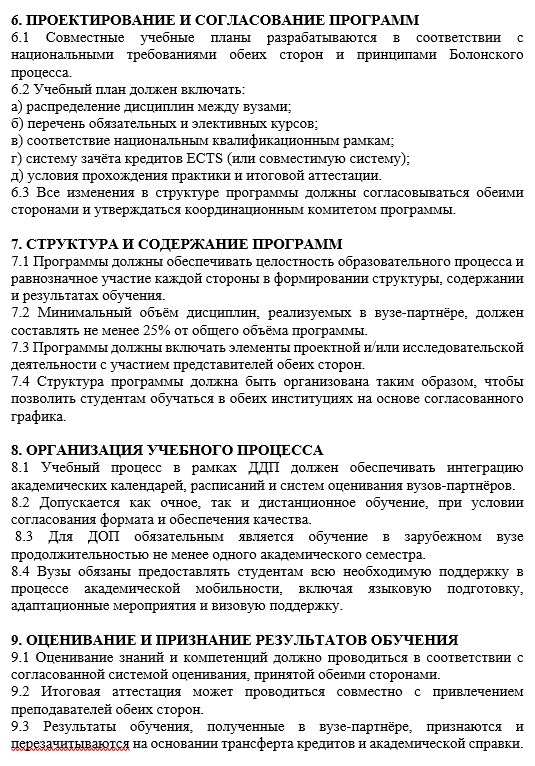 6. ПРОЕКТИРОВАНИЕ И СОГЛАСОВАНИЕ ПРОГРАММ
6.1 Совместные учебные планы разрабатываются в соответствии с
национальными требованиями обеих сторон и принципами Болонского
процесса.
6.2 Учебный план должен включать:
а) распределение дисциплин между вузами;
б) перечень обязательных и элективных курсов;
в) соответствие национальным квалификационным рамкам;
г) систему зачёта кредитов ECTS (или совместимую систему);
д) условия прохождения практики и итоговой аттестации.
6.3 Все изменения в структуре программы должны согласовываться обеими
сторонами и утверждаться координационным комитетом программы.
7. СТРУКТУРА И СОДЕРЖАНИЕ ПРОГРАММ
7.1 Программы должны обеспечивать целостность образовательного процесса и
равнозначное участие каждой стороны в формировании структуры, содержании
и результатах обучения.
7.2 Минимальный объём дисциплин, реализуемых в вузе-партнёре, должен
составлять не менее 25% от общего объёма программы.
7.3 Программы должны включать элементы проектной и/или исследовательской
деятельности с участием представителей обеих сторон.
7.4 Структура программы должна быть организована таким образом, чтобы
позволить студентам обучаться в обеих институциях на основе согласованного
графика.
8. ОРГАНИЗАЦИЯ УЧЕБНОГО ПРОЦЕССА
8.1 Учебный процесс в рамках ДДП должен обеспечивать интеграцию
академических календарей, расписаний и систем оценивания вузов-партнёров.
8.2 Допускается как очное, так и дистанционное обучение, при условии
согласования формата и обеспечения качества.
8.3 Для ДОП обязательным является обучение в зарубежном вузе
продолжительностью не менее одного академического семестра.
8.4 Вузы обязаны предоставлять студентам всю необходимую поддержку в
процессе академической мобильности, включая языковую подготовку,
адаптационные мероприятия и визовую поддержку.
9. ОЦЕНИВАНИЕ И ПРИЗНАНИЕ РЕЗУЛЬТАТОВ ОБУЧЕНИЯ
9.1 Оценивание знаний и компетенций должно проводиться в соответствии с
согласованной системой оценивания, принятой обеими сторонами.
9.2 Итоговая аттестация может проводиться совместно с привлечением
преподавателей обеих сторон.
9.3 Результаты обучения, полученные в вузе-партнёре, признаются и
перезачитываются на основании трансферта кредитов и академической справки.